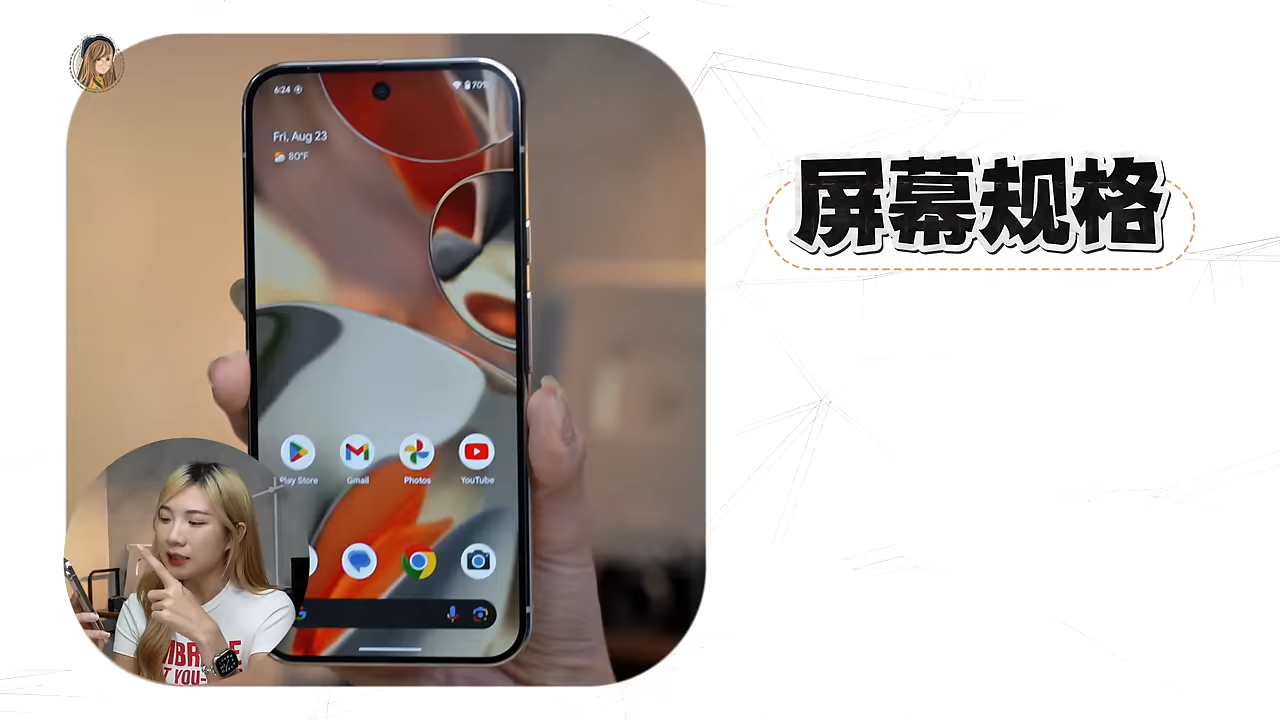 屏幕规格
6:24
70%
Fri, Aug 23
80°F
Play Store
Gmail
Photos
YouTube